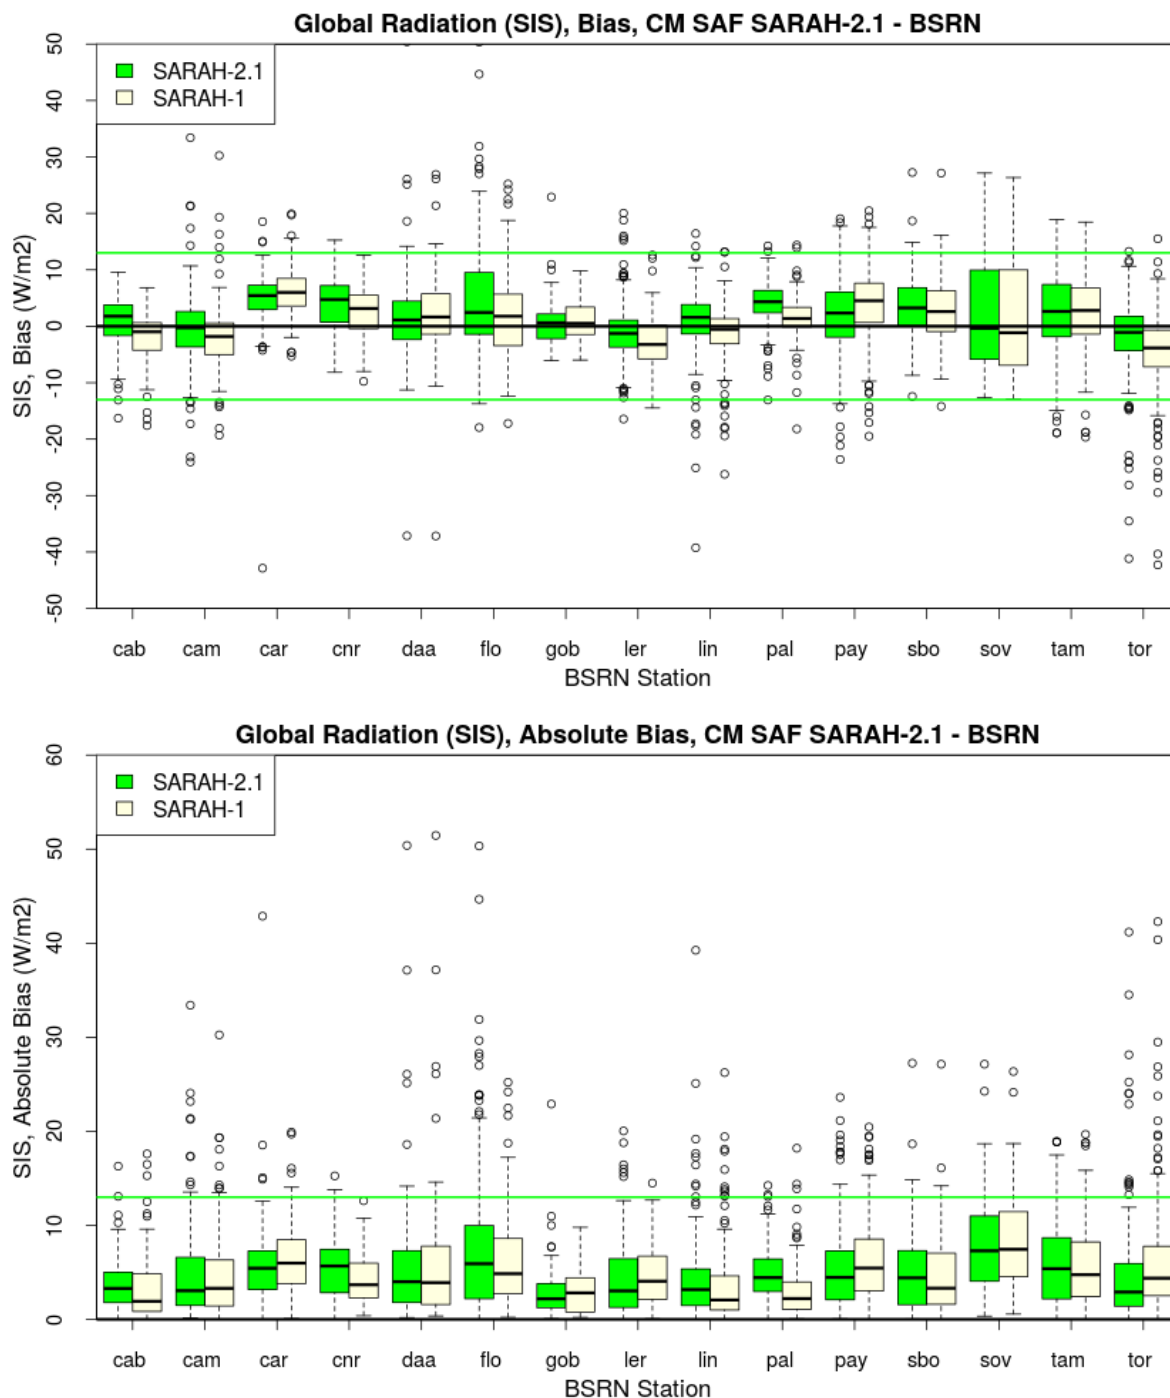 Global Radiation (SIS), Bias, CM SAF SARAH-2.1 - BSRN
SARAH-2.1
SARAH-1
50
40
30
20
10
0
-10
-20
-30
-40
-50
SIS, Bias (W/m2)
cab cam car cnr daa flo gob ler lin pal pay sbo sov tam tor
BSRN Station
Global Radiation (SIS), Absolute Bias, CM SAF SARAH-2.1 - BSRN
SARAH-2.1
SARAH-1
60
50
40
30
20
10
0
SIS, Absolute Bias (W/m2)
cab cam car cnr daa flo gob ler lin pal pay sbo sov tam tor
BSRN Station